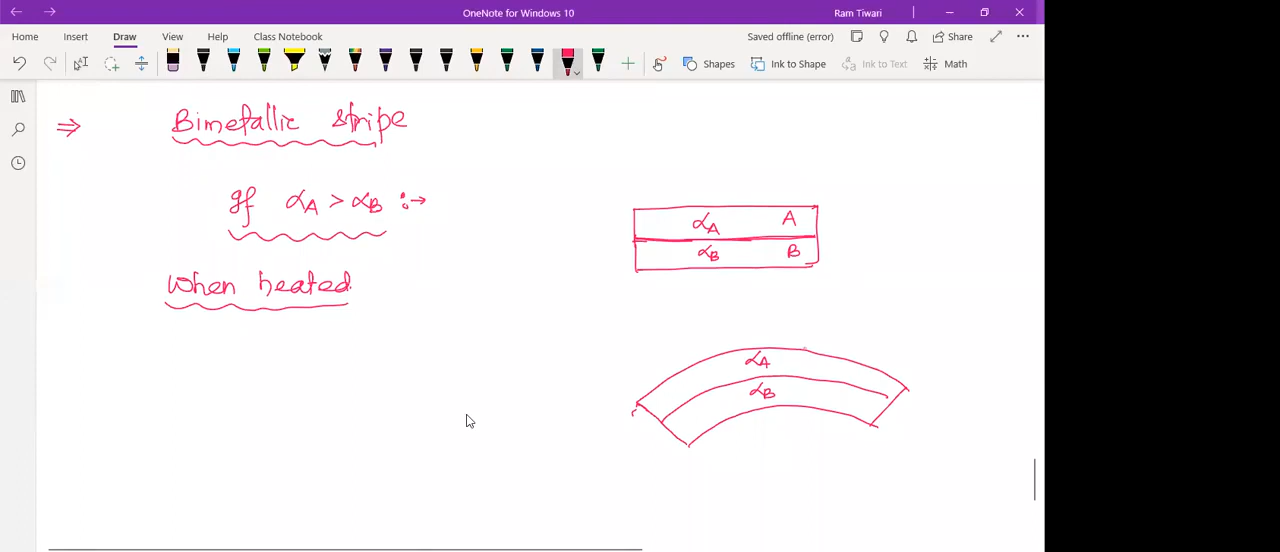 OneNote for Windows 10
Ram Tiwari
Home Insert Draw View Help Class Notebook
Saved offline (error)
Share
Shapes
Ink to Shape
Ink to Text
Math
⇒ Bimetallic stripe
If αA > αB :→
αA A
αB B
When heated
αA
αB